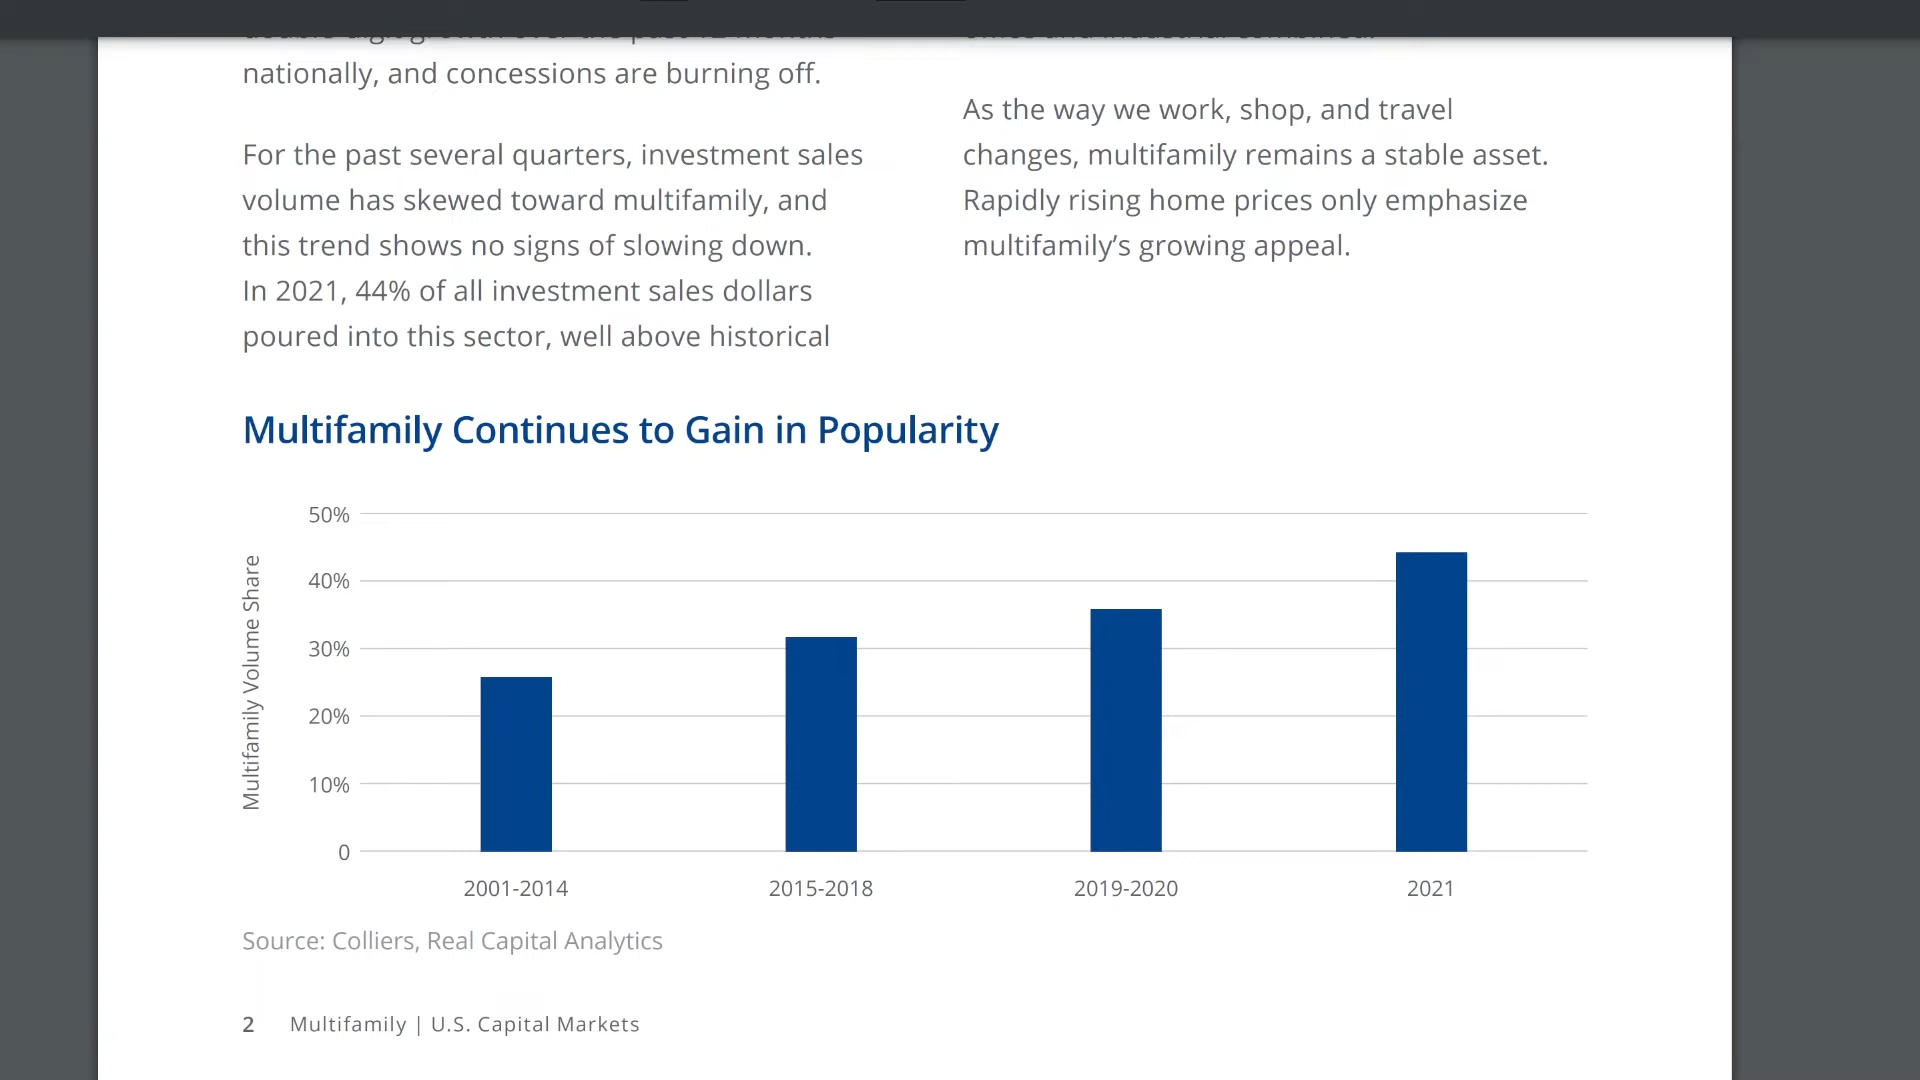 nationally, and concessions are burning off.
For the past several quarters, investment sales
volume has skewed toward multifamily, and
this trend shows no signs of slowing down.
In 2021, 44% of all investment sales dollars
poured into this sector, well above historical
As the way we work, shop, and travel
changes, multifamily remains a stable asset.
Rapidly rising home prices only emphasize
multifamily’s growing appeal.
Multifamily Continues to Gain in Popularity
Multifamily Volume Share
50%
40%
30%
20%
10%
0
2001-2014
2015-2018
2019-2020
2021
Source: Colliers, Real Capital Analytics
2 Multifamily | U.S. Capital Markets